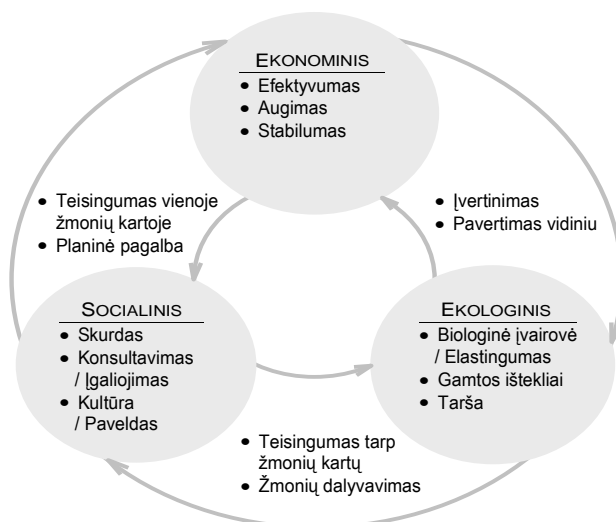 EKONOMINIS
• Efektyvumas
• Augimas
• Stabilumas
• Teisingumas vienoje
žmonių kartoje
• Planinė pagalba
• Įvertinimas
• Pavertimas vidiniu
SOCIALINIS
• Skurdas
• Konsultavimas
/ Įgaliojimas
• Kultūra
/ Paveldas
EKOLOGINIS
• Biologinė įvairovė
/ Elastingumas
• Gamtos ištekliai
• Tarša
• Teisingumas tarp
žmonių kartų
• Žmonių dalyvavimas